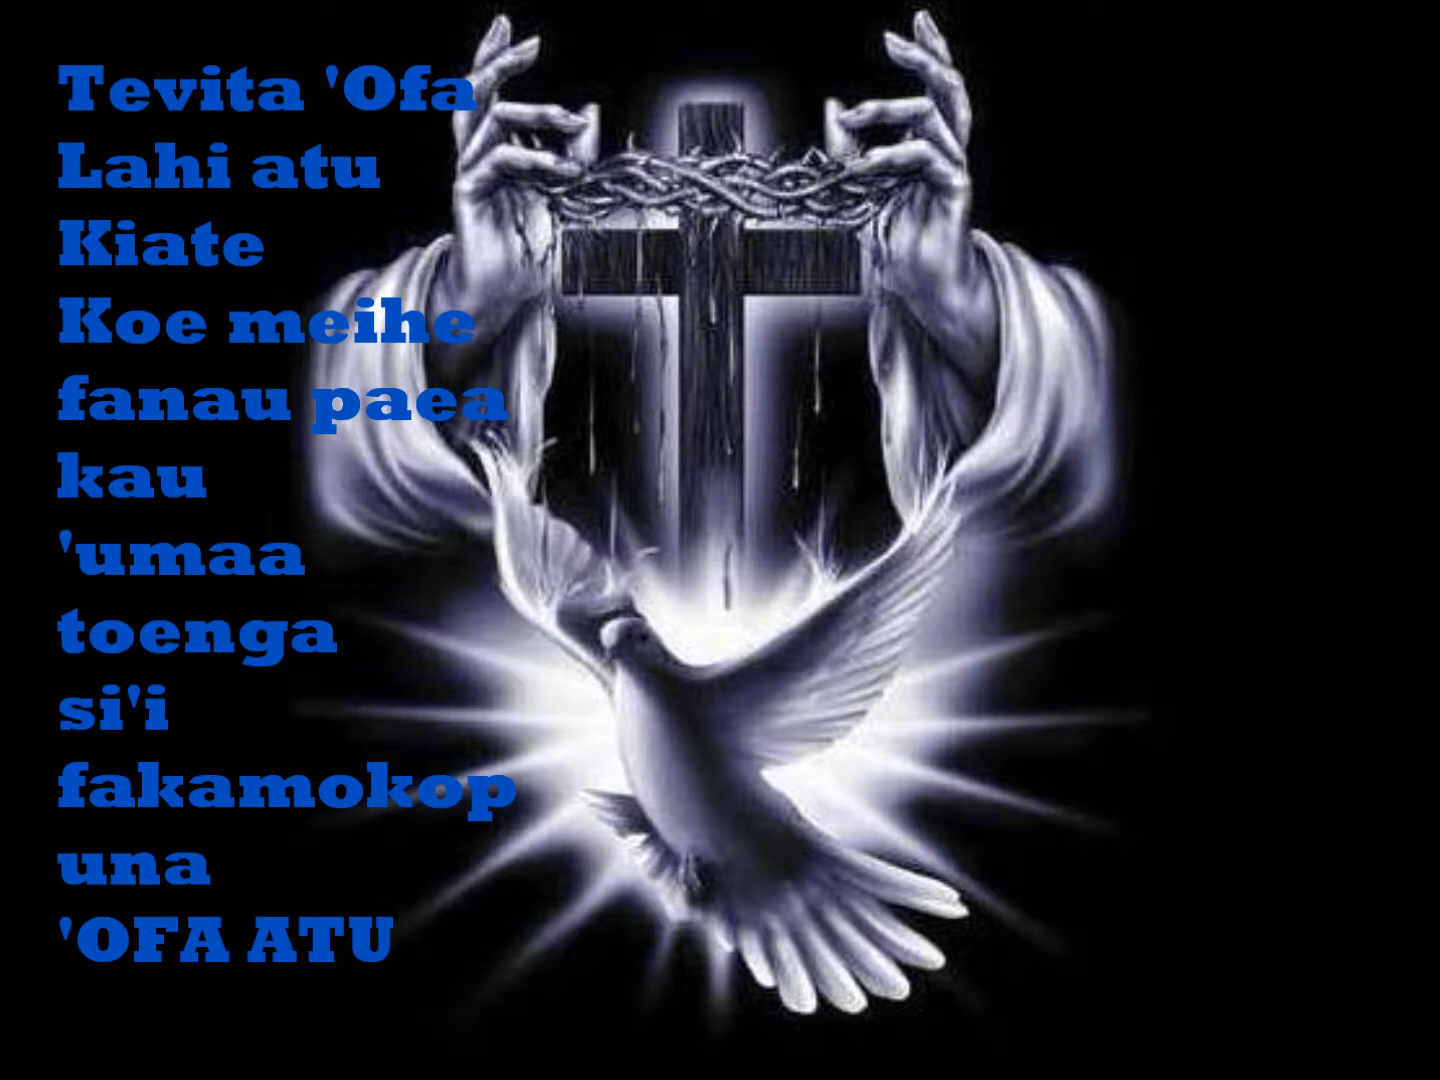 Tevita 'Ofa
Lahi atu
Kiate
Koe meihe
fanau paea
kau
'umaa
toenga
si'i
fakamokop
una
'OFA ATU